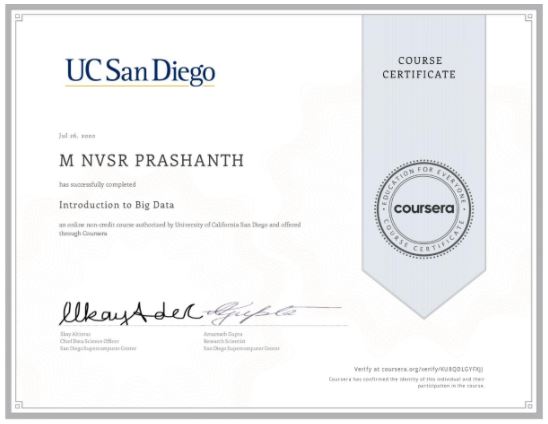 UC San Diego
COURSE
CERTIFICATE
Jul 26, 2020
M NVSR PRASHANTH
has successfully completed
Introduction to Big Data
an online non-credit course authorized by University of California San Diego and offered
through Coursera
EDUCATION FOR EVERYONE
coursera
COURSE CERTIFICATE
Ilkay Altintas
Chief Data Science Officer
San Diego Supercomputer Center
Amarnath Gupta
Research Scientist
San Diego Supercomputer Center
Verify at coursera.org/verify/
Coursera has confirmed the identity of this individual and their
participation in the course.